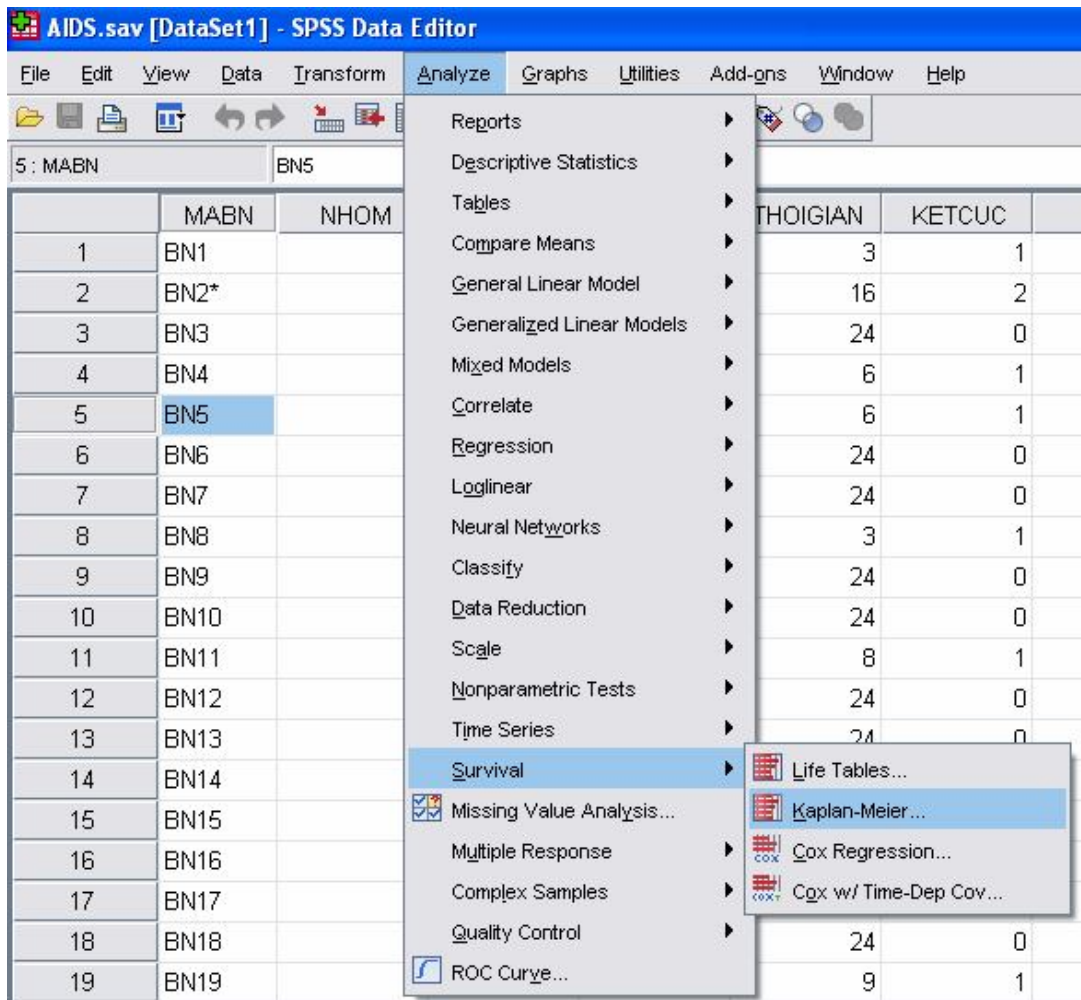 AIDS.sav [DataSet1] - SPSS Data Editor
File Edit View Data Transform Analyze Graphs Utilities Add-ons Window Help
5 : MABN BN5
MABN NHOM THOIGIAN KETCUC
1 BN1 3 1
2 BN2* 16 2
3 BN3 24 0
4 BN4 6 1
5 BN5 6 1
6 BN6 24 0
7 BN7 24 0
8 BN8 3 1
9 BN9 24 0
10 BN10 24 0
11 BN11 8 1
12 BN12 24 0
13 BN13 24 0
14 BN14
15 BN15
16 BN16
17 BN17
18 BN18 24 0
19 BN19 9 1
Reports
Descriptive Statistics
Tables
Compare Means
General Linear Model
Generalized Linear Models
Mixed Models
Correlate
Regression
Loglinear
Neural Networks
Classify
Data Reduction
Scale
Nonparametric Tests
Time Series
Survival
Missing Value Analysis...
Multiple Response
Complex Samples
Quality Control
ROC Curve...
Life Tables...
Kaplan-Meier...
Cox Regression...
Cox w/ Time-Dep Cov...